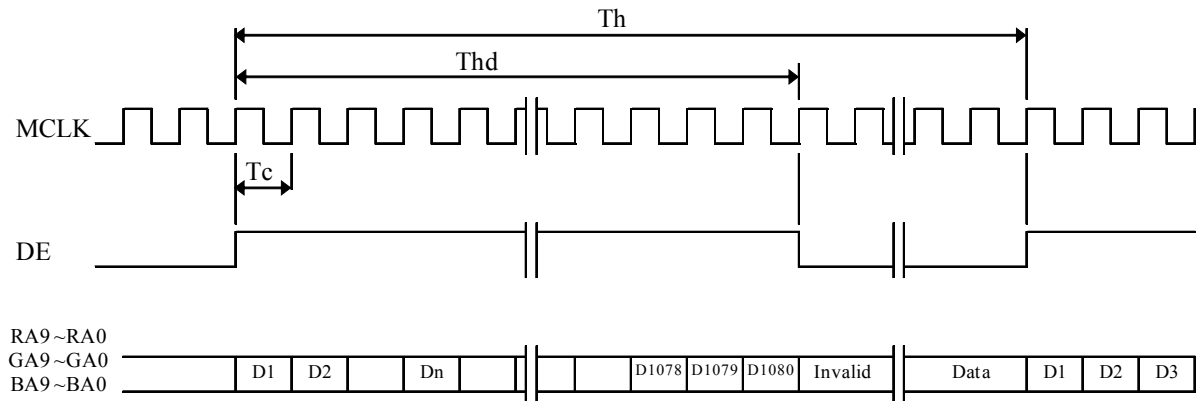 Th
Thd
MCLK
Tc
DE
RA9~RA0
GA9~GA0
BA9~BA0
D1 D2 Dn D1078 D1079 D1080 Invalid Data D1 D2 D3